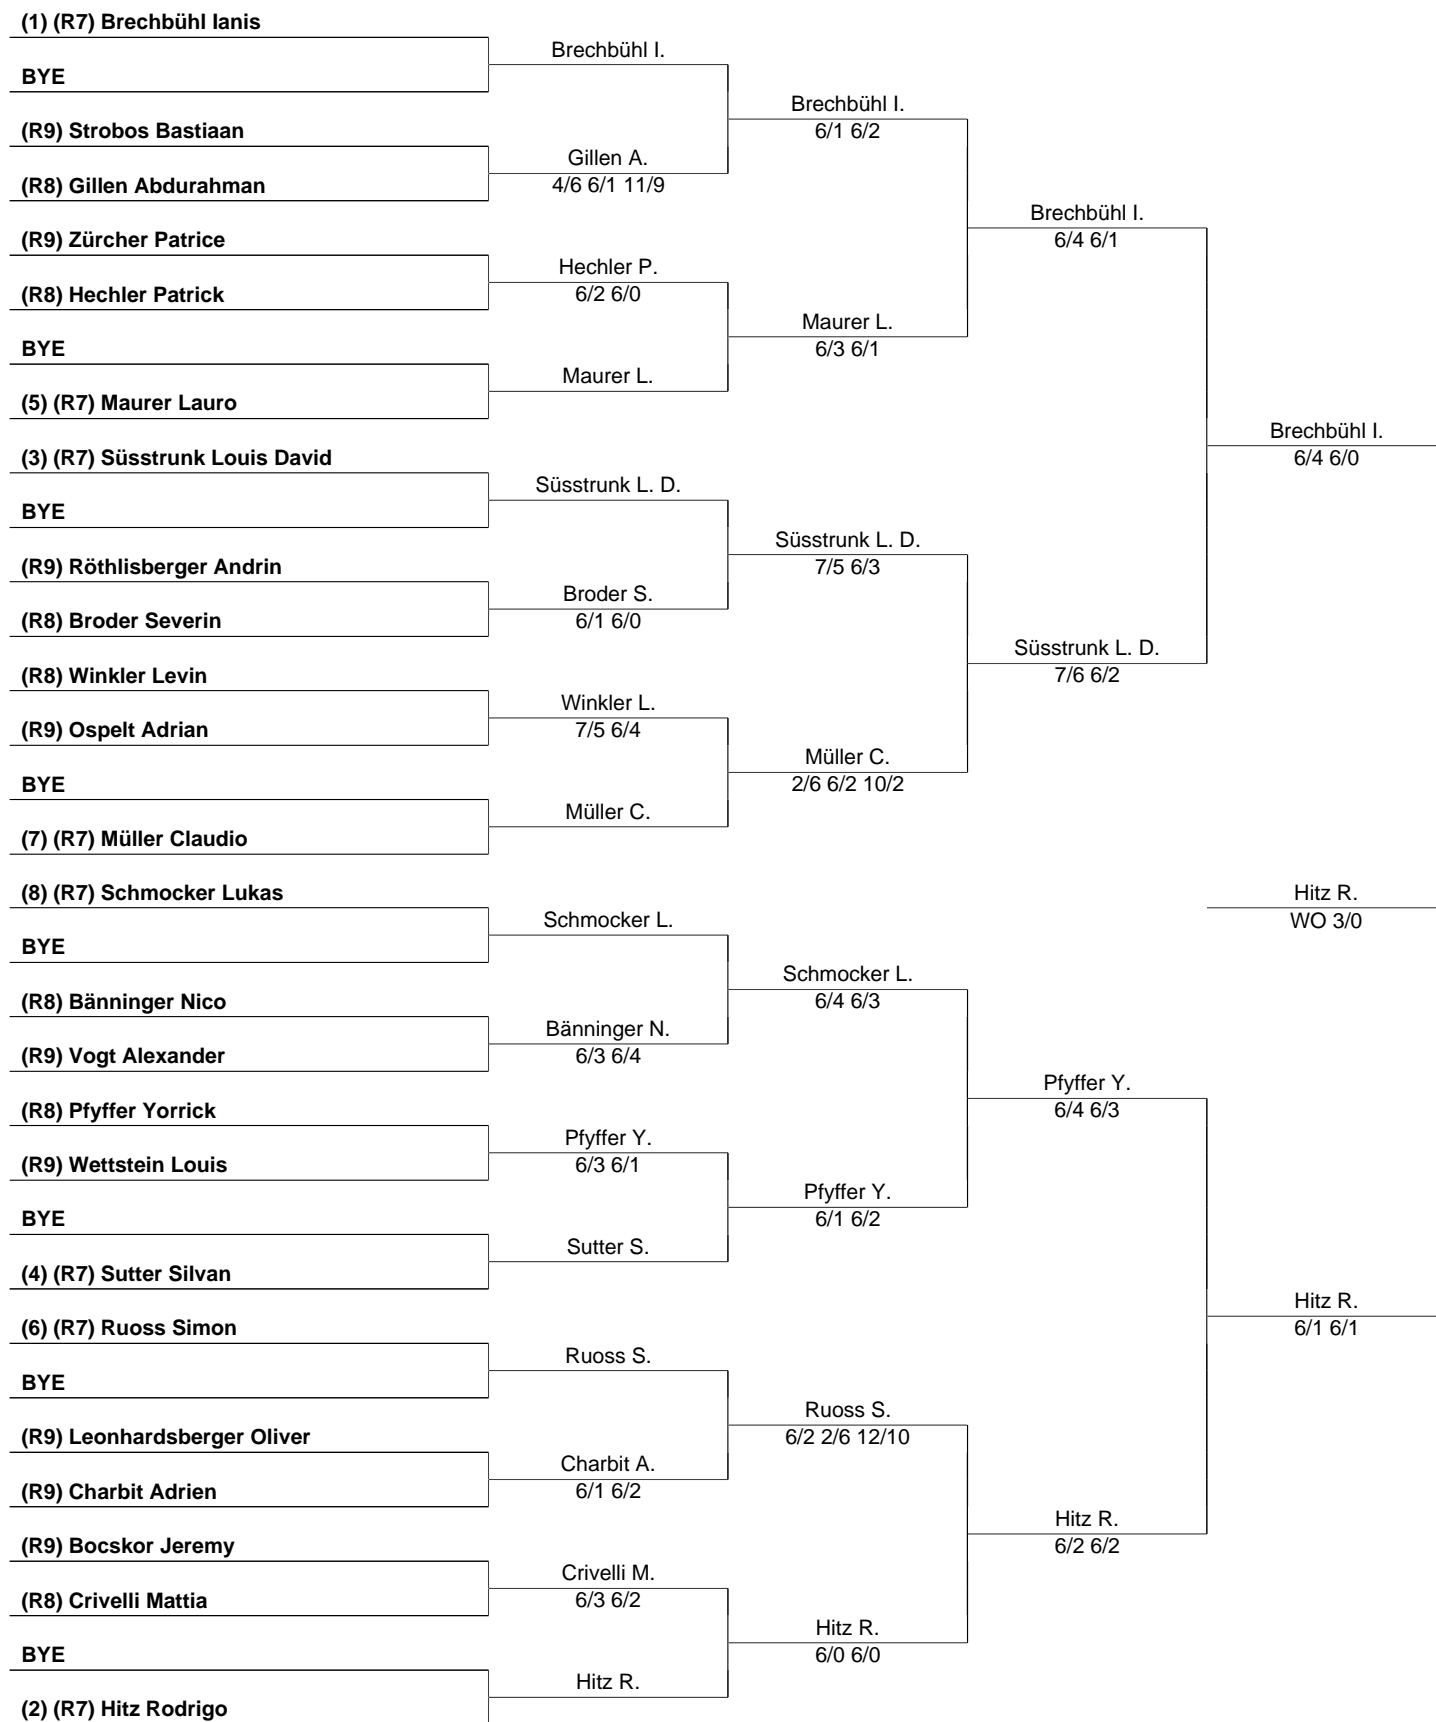 (1) (R7) Brechbühl Ianis
BYE
(R9) Strobos Bastiaan
(R8) Gillen Abdurahman
(R9) Zürcher Patrice
(R8) Hechler Patrick
BYE
(5) (R7) Maurer Lauro
(3) (R7) Süsstrunk Louis David
BYE
(R9) Röthlisberger Andrin
(R8) Broder Severin
(R8) Winkler Levin
(R9) Ospelt Adrian
BYE
(7) (R7) Müller Claudio
(8) (R7) Schmocker Lukas
BYE
(R8) Bänninger Nico
(R9) Vogt Alexander
(R8) Pfyffer Yorrick
(R9) Wettstein Louis
BYE
(4) (R7) Sutter Silvan
(6) (R7) Ruoss Simon
BYE
(R9) Leonhardsberger Oliver
(R9) Charbit Adrien
(R9) Bocskor Jeremy
(R8) Crivelli Mattia
BYE
(2) (R7) Hitz Rodrigo
Brechbühl I.
Gillen A.
4/6 6/1 11/9
Hechler P.
6/2 6/0
Maurer L.
Süsstrunk L. D.
Broder S.
6/1 6/0
Winkler L.
7/5 6/4
Müller C.
Schmocker L.
Bänninger N.
6/3 6/4
Pfyffer Y.
6/3 6/1
Sutter S.
Ruoss S.
Charbit A.
6/1 6/2
Crivelli M.
6/3 6/2
Hitz R.
Brechbühl I.
6/1 6/2
Maurer L.
6/3 6/1
Süsstrunk L. D.
7/5 6/3
Müller C.
2/6 6/2 10/2
Schmocker L.
6/4 6/3
Pfyffer Y.
6/1 6/2
Ruoss S.
6/2 2/6 12/10
Hitz R.
6/0 6/0
Brechbühl I.
6/4 6/1
Süsstrunk L. D.
7/6 6/2
Pfyffer Y.
6/4 6/3
Hitz R.
6/2 6/2
Brechbühl I.
6/4 6/0
Hitz R.
WO 3/0
Hitz R.
6/1 6/1